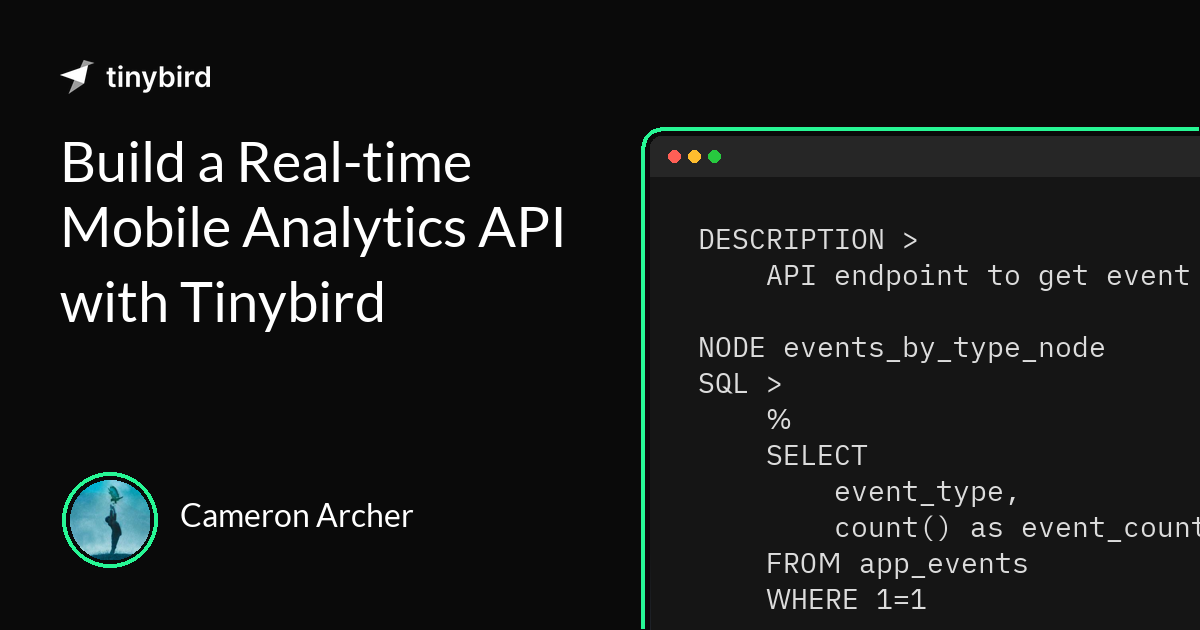 tinybird
Build a Real-time
Mobile Analytics API
with Tinybird
Cameron Archer
DESCRIPTION >
API endpoint to get event
NODE events_by_type_node
SQL >
%
SELECT
event_type,
count() as event_count
FROM app_events
WHERE 1=1